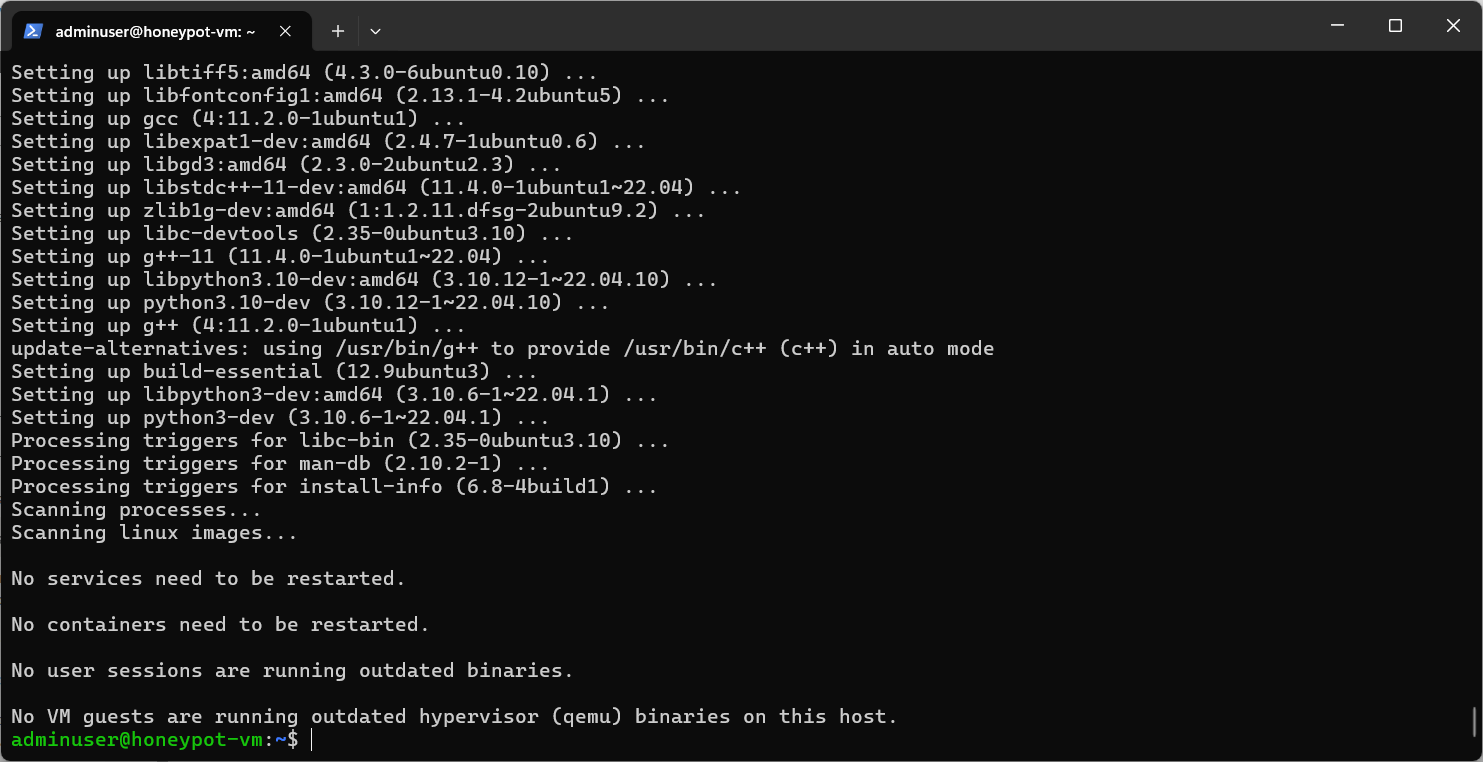 adminuser@honeypot-vm: ~
Setting up libtiff5:amd64 (4.3.0-6ubuntu0.10) ...
Setting up libfontconfig1:amd64 (2.13.1-4.2ubuntu5) ...
Setting up gcc (4:11.2.0-1ubuntu1) ...
Setting up libexpat1-dev:amd64 (2.4.7-1ubuntu0.6) ...
Setting up libgd3:amd64 (2.3.0-2ubuntu2.3) ...
Setting up libstdc++-11-dev:amd64 (11.4.0-1ubuntu1~22.04) ...
Setting up zlib1g-dev:amd64 (1:1.2.11.dfsg-2ubuntu9.2) ...
Setting up libc-devtools (2.35-0ubuntu3.10) ...
Setting up g++-11 (11.4.0-1ubuntu1~22.04) ...
Setting up libpython3.10-dev:amd64 (3.10.12-1~22.04.10) ...
Setting up python3.10-dev (3.10.12-1~22.04.10) ...
Setting up g++ (4:11.2.0-1ubuntu1) ...
update-alternatives: using /usr/bin/g++ to provide /usr/bin/c++ (c++) in auto mode
Setting up build-essential (12.9ubuntu3) ...
Setting up libpython3-dev:amd64 (3.10.6-1~22.04.1) ...
Setting up python3-dev (3.10.6-1~22.04.1) ...
Processing triggers for libc-bin (2.35-0ubuntu3.10) ...
Processing triggers for man-db (2.10.2-1) ...
Processing triggers for install-info (6.8-4build1) ...
Scanning processes...
Scanning linux images...
No services need to be restarted.
No containers need to be restarted.
No user sessions are running outdated binaries.
No VM guests are running outdated hypervisor (qemu) binaries on this host.
adminuser@honeypot-vm:~$